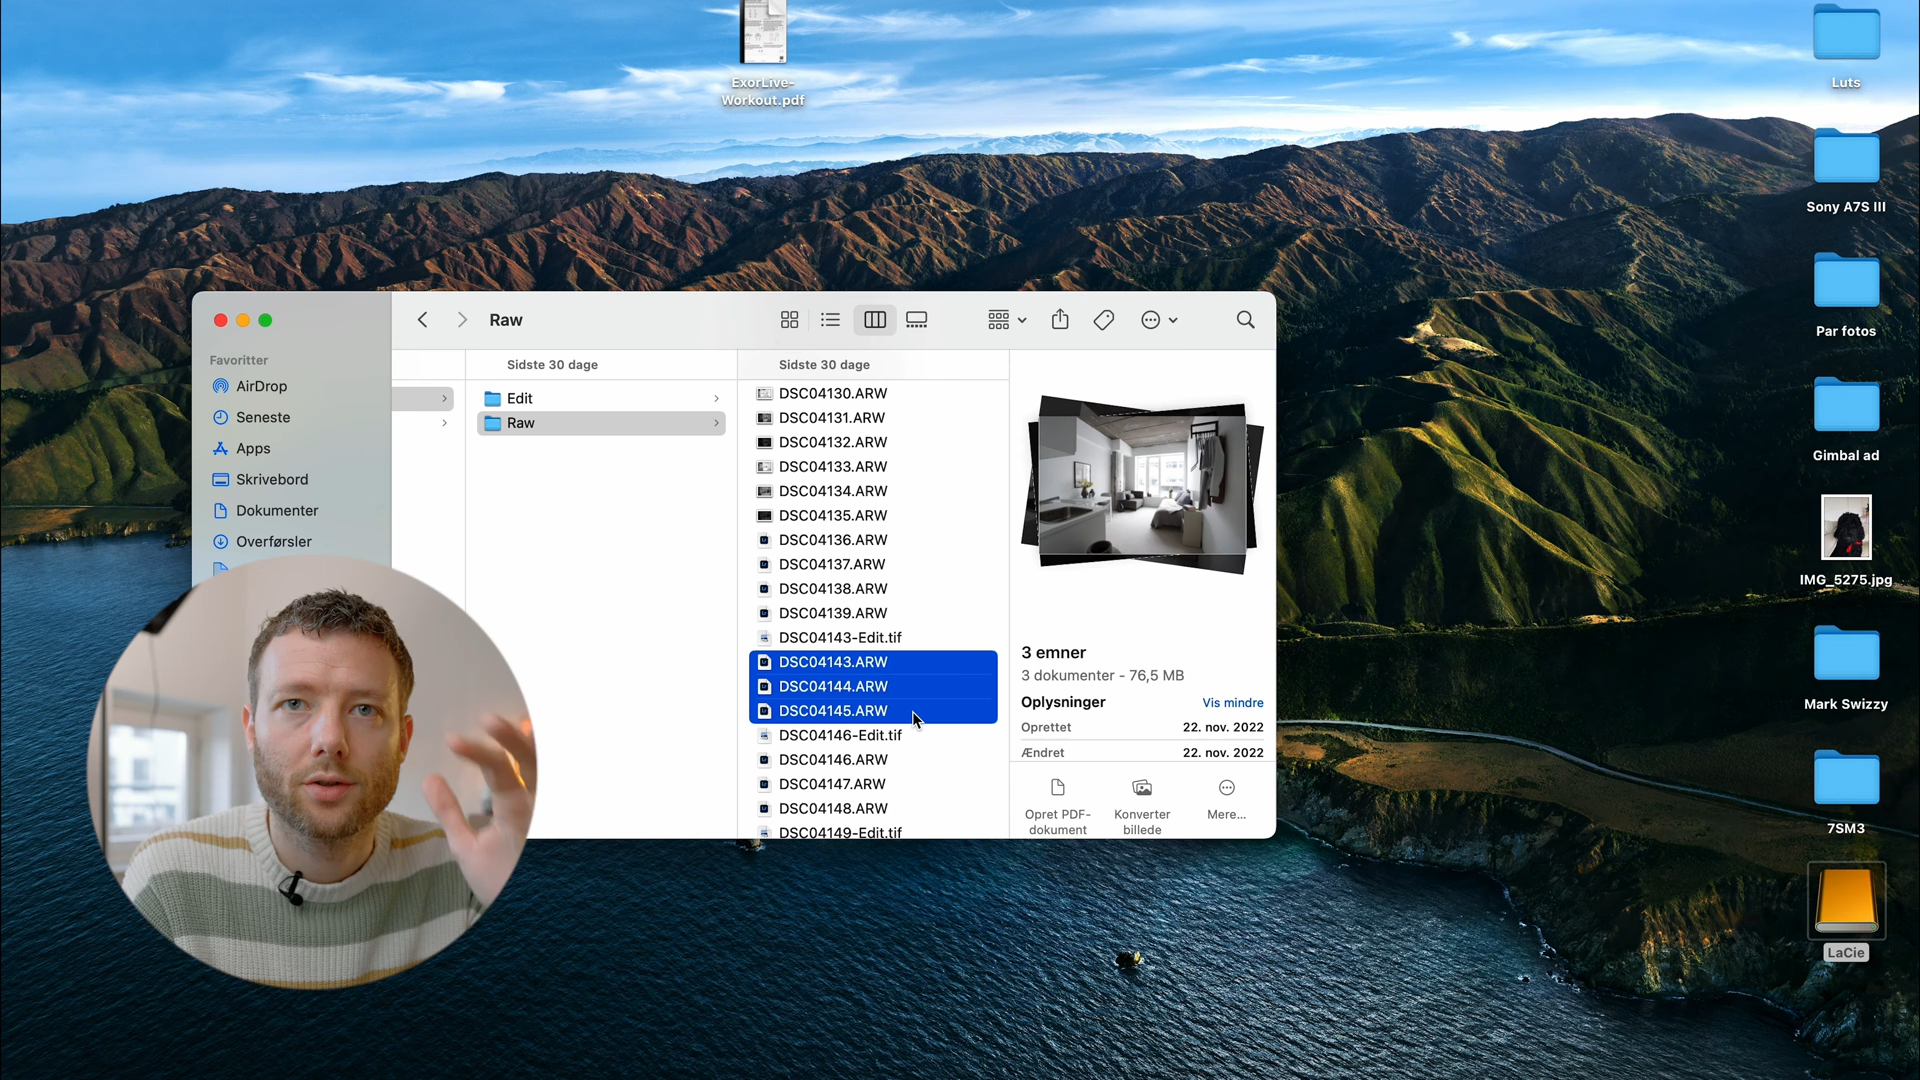 ExorLive-
Workout.pdf
Luts
Sony A7S III
Par fotos
Gimbal ad
IMG_5275.jpg
Mark Swizzy
7SM3
LaCie
Raw
Favoritter
AirDrop
Seneste
Apps
Skrivebord
Dokumenter
Overførsler
Sidste 30 dage
Edit
Raw
Sidste 30 dage
DSC04130.ARW
DSC04131.ARW
DSC04132.ARW
DSC04133.ARW
DSC04134.ARW
DSC04135.ARW
DSC04136.ARW
DSC04137.ARW
DSC04138.ARW
DSC04139.ARW
DSC04143-Edit.tif
DSC04143.ARW
DSC04144.ARW
DSC04145.ARW
DSC04146-Edit.tif
DSC04146.ARW
DSC04147.ARW
DSC04148.ARW
DSC04149-Edit.tif
3 emner
3 dokumenter - 76,5 MB
Oplysninger Vis mindre
Oprettet 22. nov. 2022
Ændret 22. nov. 2022
Opret PDF-
dokument
Konverter
billede
Mere...